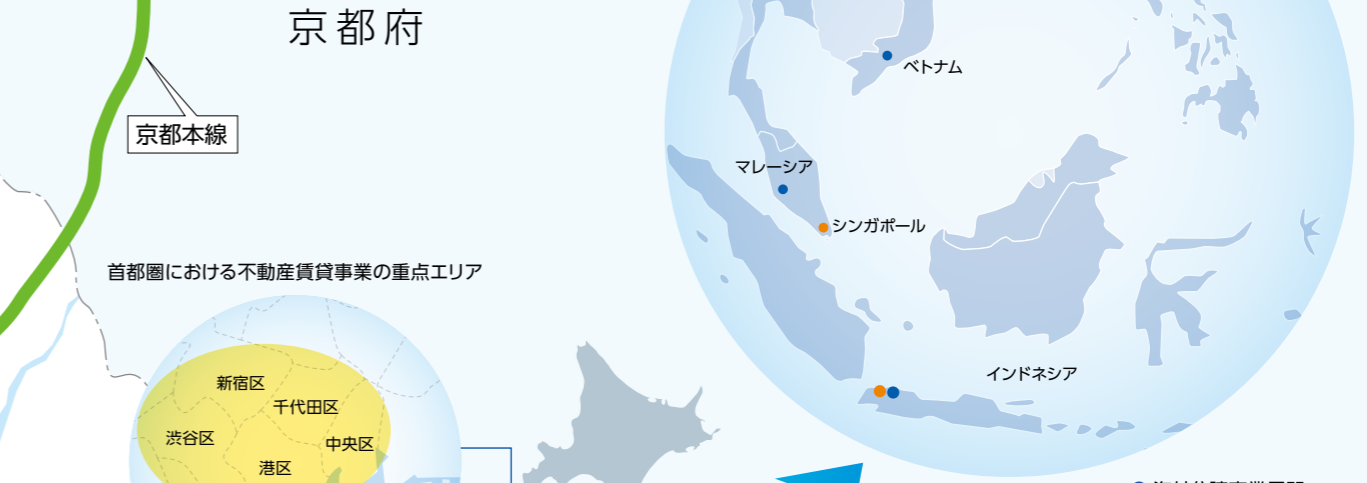 京都府
京都本線
首都圏における不動産賃貸事業の重点エリア
新宿区
千代田区
渋谷区
中央区
港区
ベトナム
マレーシア
シンガポール
インドネシア